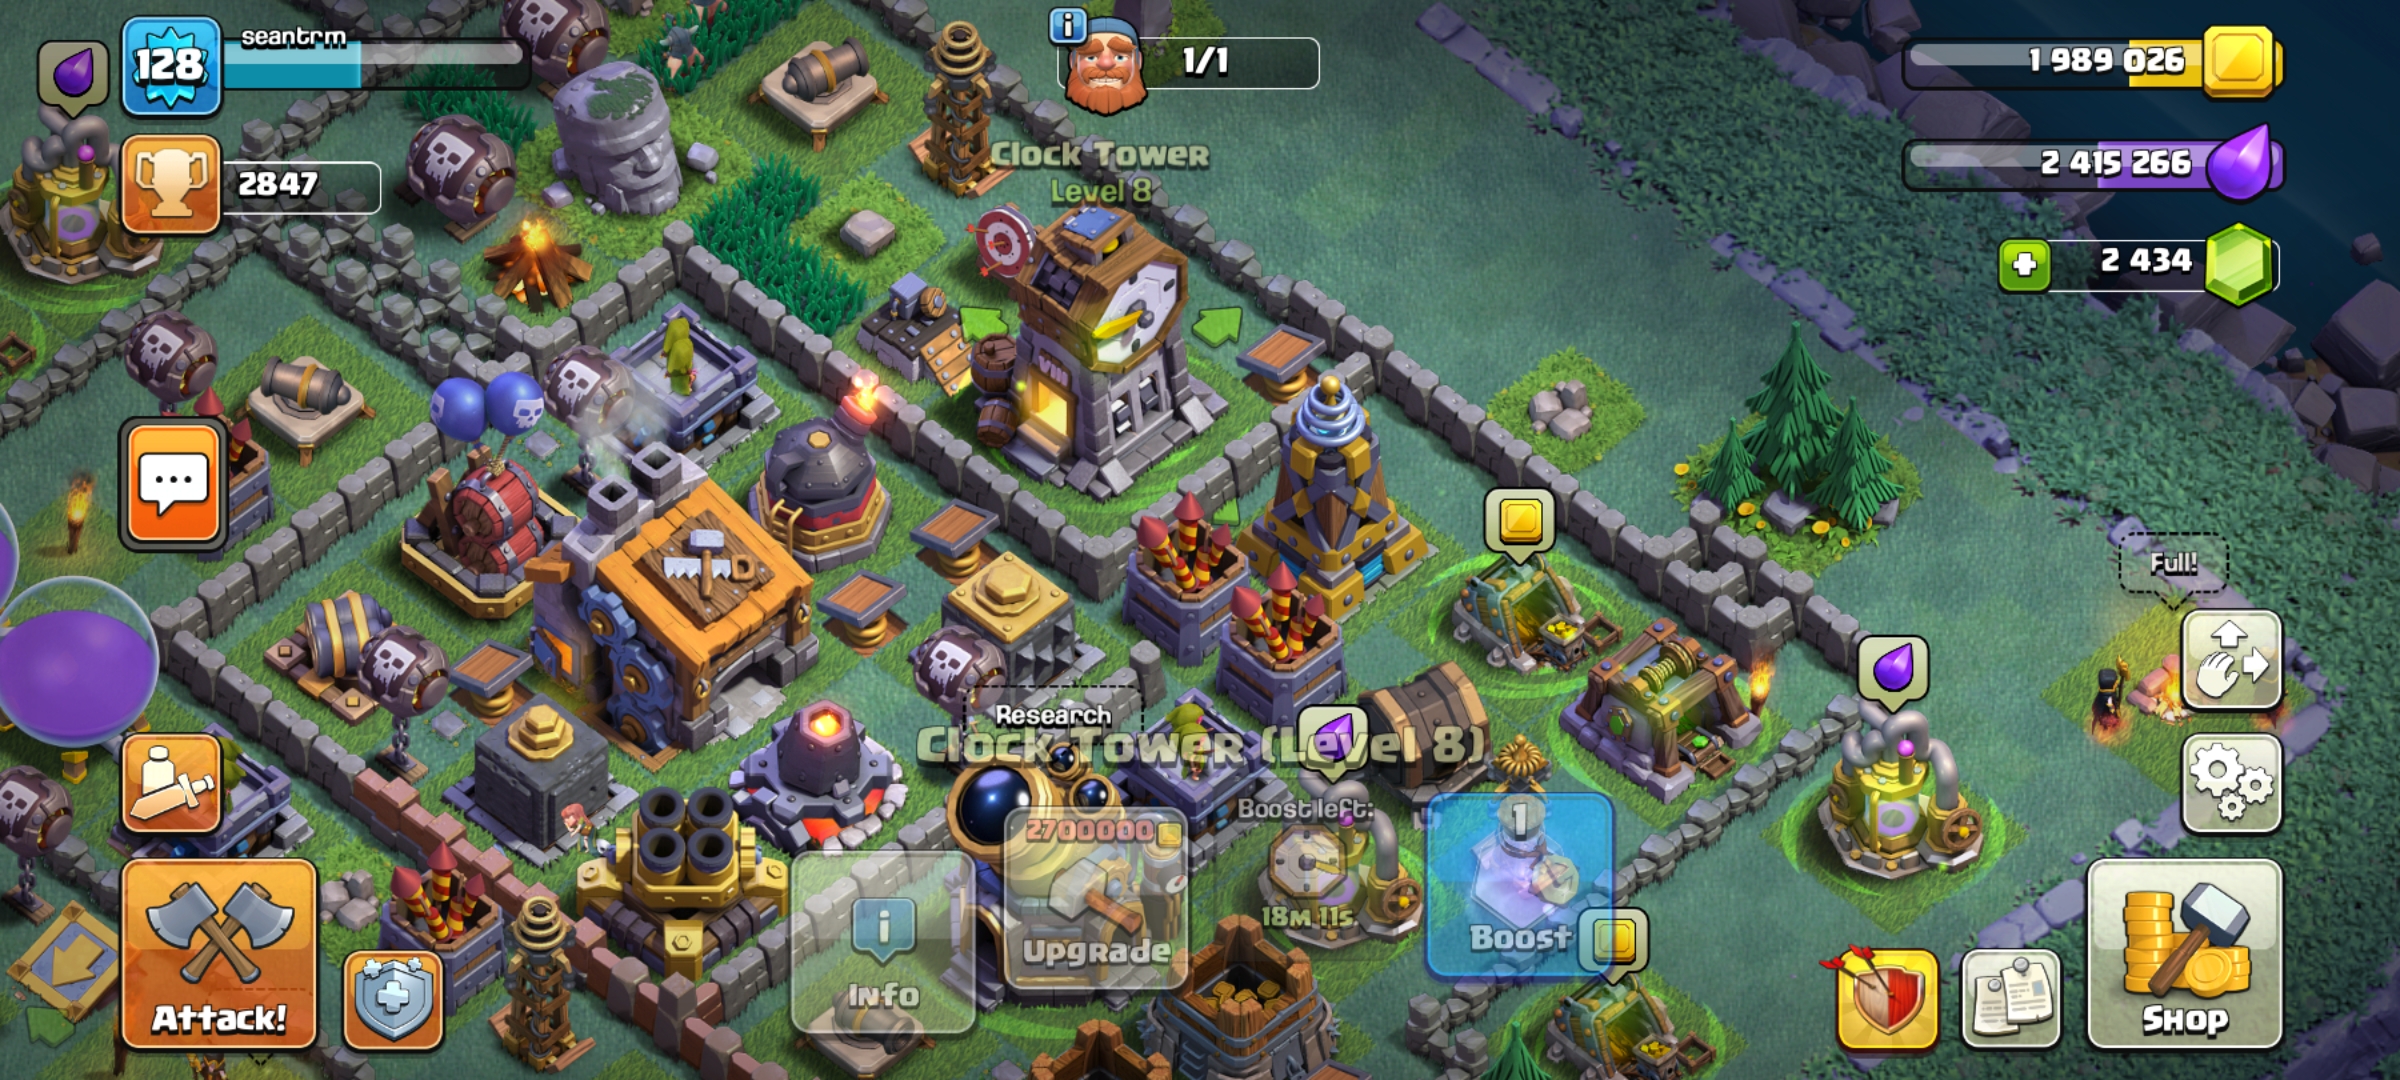 128
seantrm
1/1
1 989 026
2847
2 415 266
2 434
Clock Tower
Level 8
VIII
Full!
Research
Clock Tower (Level 8)
Boost left:
18M 11s
2700000
Upgrade
Info
1
Boost
Attack!
Shop